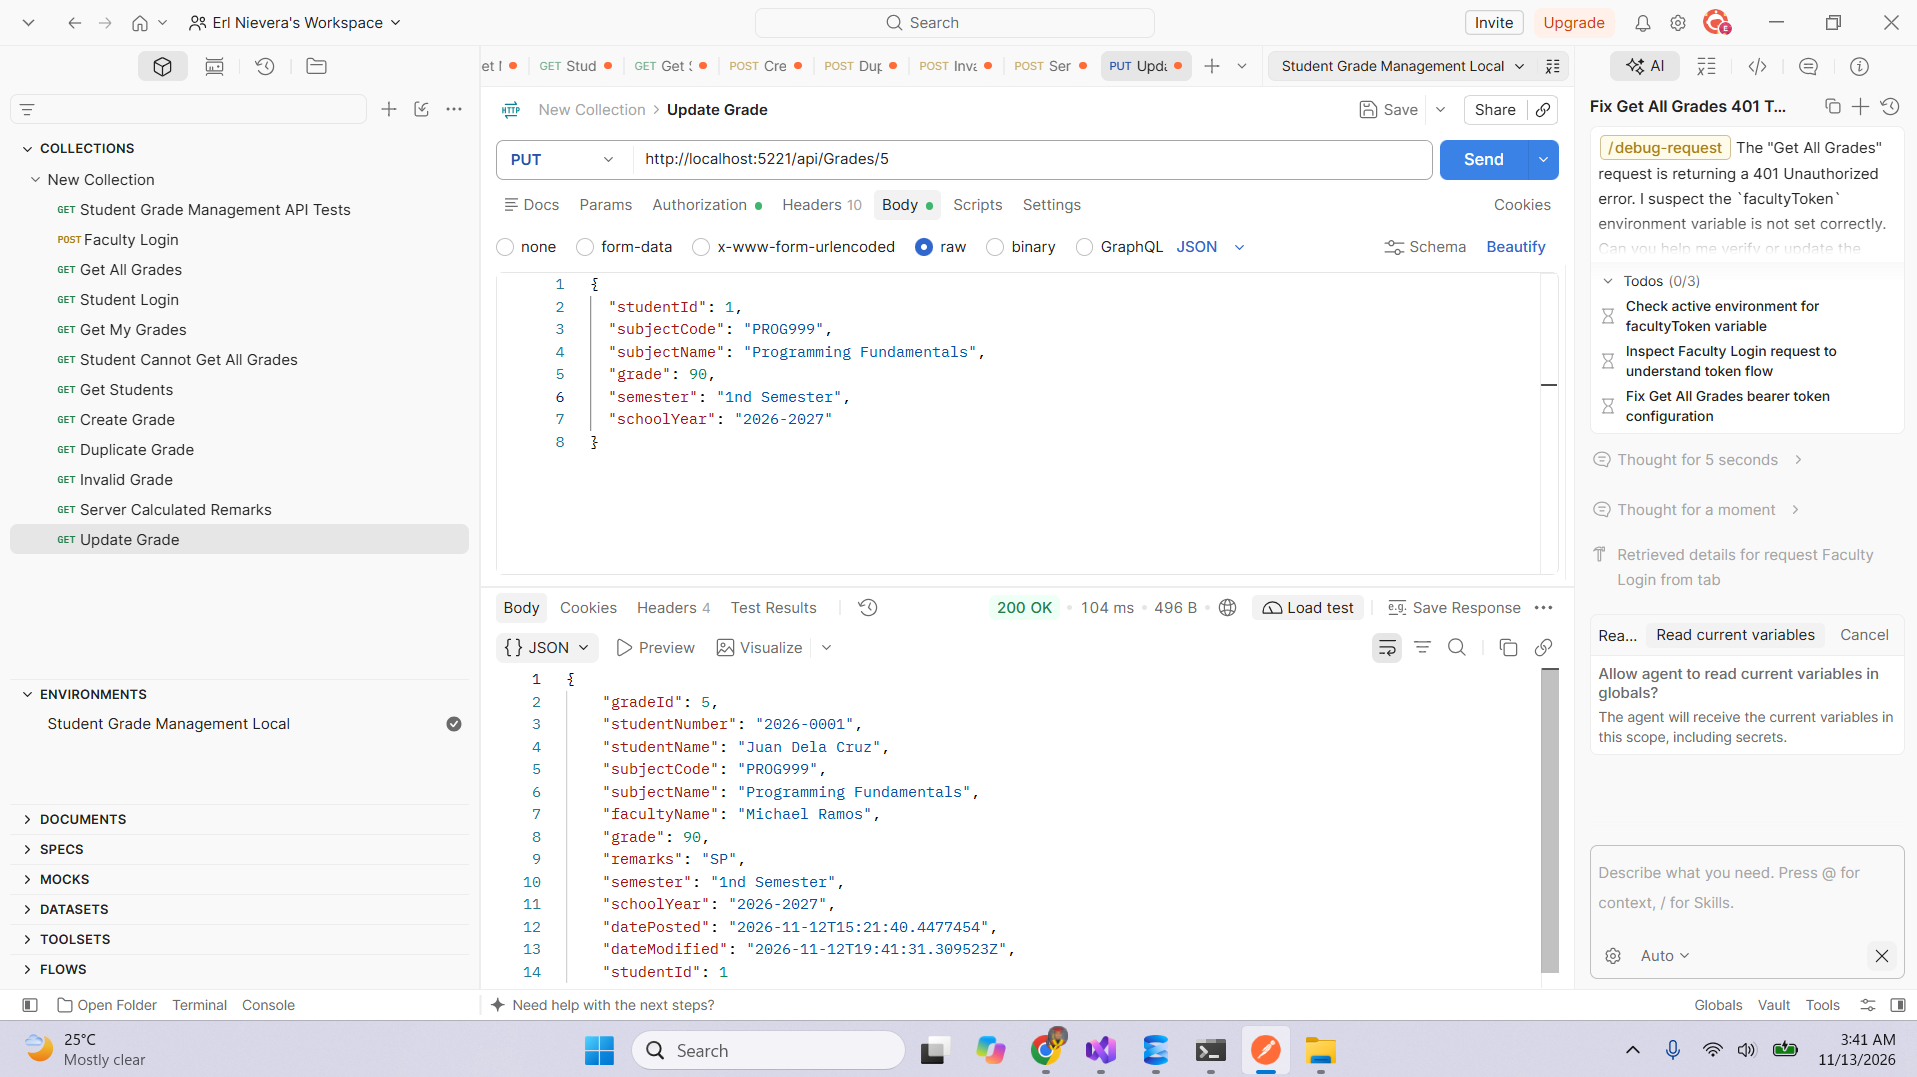 Erl Nievera's Workspace
Search
Invite
Upgrade
et
GET Stud
GET Get
POST Cre
POST Dup
POST Inva
POST Ser
PUT Upda
Student Grade Management Local
AI
New Collection > Update Grade
Save
Share
Fix Get All Grades 401 T...
COLLECTIONS
New Collection
GET Student Grade Management API Tests
POST Faculty Login
GET Get All Grades
GET Student Login
GET Get My Grades
GET Student Cannot Get All Grades
GET Get Students
GET Create Grade
GET Duplicate Grade
GET Invalid Grade
GET Server Calculated Remarks
GET Update Grade
ENVIRONMENTS
Student Grade Management Local
DOCUMENTS
SPECS
MOCKS
DATASETS
TOOLSETS
FLOWS
PUT
http://localhost:5221/api/Grades/5
Send
Docs
Params
Authorization
Headers 10
Body
Scripts
Settings
Cookies
none
form-data
x-www-form-urlencoded
raw
binary
GraphQL
JSON
Schema
Beautify
1 {
2 "studentId": 1,
3 "subjectCode": "PROG999",
4 "subjectName": "Programming Fundamentals",
5 "grade": 90,
6 "semester": "1nd Semester",
7 "schoolYear": "2026-2027"
8 }
Body
Cookies
Headers 4
Test Results
200 OK
104 ms
496 B
Load test
e.g. Save Response
{} JSON
Preview
Visualize
1 {
2 "gradeId": 5,
3 "studentNumber": "2026-0001",
4 "studentName": "Juan Dela Cruz",
5 "subjectCode": "PROG999",
6 "subjectName": "Programming Fundamentals",
7 "facultyName": "Michael Ramos",
8 "grade": 90,
9 "remarks": "SP",
10 "semester": "1nd Semester",
11 "schoolYear": "2026-2027",
12 "datePosted": "2026-11-12T15:21:40.4477454",
13 "dateModified": "2026-11-12T19:41:31.309523Z",
14 "studentId": 1
/debug-request The "Get All Grades"
request is returning a 401 Unauthorized
error. I suspect the `facultyToken`
environment variable is not set correctly.
Can you help me verify or update the
Todos (0/3)
Check active environment for
facultyToken variable
Inspect Faculty Login request to
understand token flow
Fix Get All Grades bearer token
configuration
Thought for 5 seconds
Thought for a moment
Retrieved details for request Faculty
Login from tab
Rea...
Read current variables
Cancel
Allow agent to read current variables in
globals?
The agent will receive the current variables in
this scope, including secrets.
Describe what you need. Press @ for
context, / for Skills.
Auto
Open Folder
Terminal
Console
Need help with the next steps?
Globals
Vault
Tools
25°C
Mostly clear
Search
3:41 AM
11/13/2026